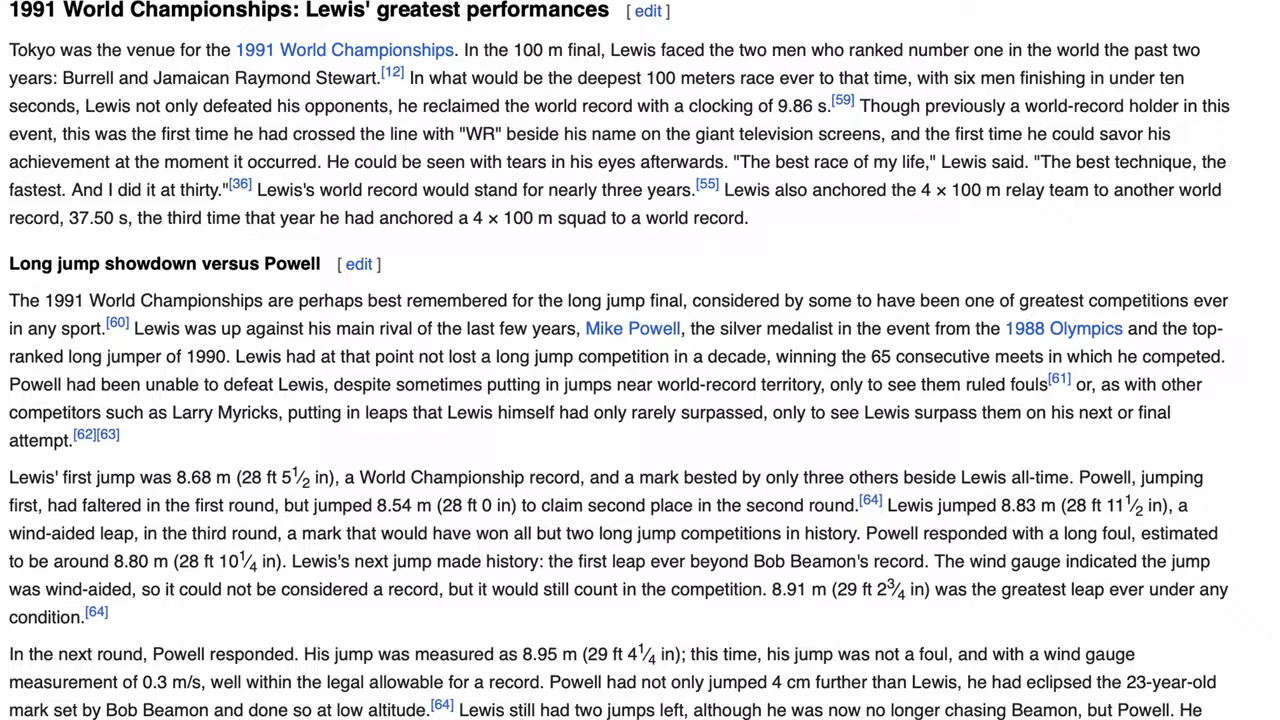 1991 World Championships: Lewis' greatest performances [ edit ]
Tokyo was the venue for the 1991 World Championships. In the 100 m final, Lewis faced the two men who ranked number one in the world the past two
years: Burrell and Jamaican Raymond Stewart.[12] In what would be the deepest 100 meters race ever to that time, with six men finishing in under ten
seconds, Lewis not only defeated his opponents, he reclaimed the world record with a clocking of 9.86 s.[59] Though previously a world-record holder in this
event, this was the first time he had crossed the line with "WR" beside his name on the giant television screens, and the first time he could savor his
achievement at the moment it occurred. He could be seen with tears in his eyes afterwards. "The best race of my life," Lewis said. "The best technique, the
fastest. And I did it at thirty."[36] Lewis's world record would stand for nearly three years.[55] Lewis also anchored the 4 × 100 m relay team to another world
record, 37.50 s, the third time that year he had anchored a 4 × 100 m squad to a world record.
Long jump showdown versus Powell [ edit ]
The 1991 World Championships are perhaps best remembered for the long jump final, considered by some to have been one of greatest competitions ever
in any sport.[60] Lewis was up against his main rival of the last few years, Mike Powell, the silver medalist in the event from the 1988 Olympics and the top-
ranked long jumper of 1990. Lewis had at that point not lost a long jump competition in a decade, winning the 65 consecutive meets in which he competed.
Powell had been unable to defeat Lewis, despite sometimes putting in jumps near world-record territory, only to see them ruled fouls[61] or, as with other
competitors such as Larry Myricks, putting in leaps that Lewis himself had only rarely surpassed, only to see Lewis surpass them on his next or final
attempt.[62][63]
Lewis' first jump was 8.68 m (28 ft 5 1⁄2 in), a World Championship record, and a mark bested by only three others beside Lewis all-time. Powell, jumping
first, had faltered in the first round, but jumped 8.54 m (28 ft 0 in) to claim second place in the second round.[64] Lewis jumped 8.83 m (28 ft 11 1⁄2 in), a
wind-aided leap, in the third round, a mark that would have won all but two long jump competitions in history. Powell responded with a long foul, estimated
to be around 8.80 m (28 ft 10 1⁄4 in). Lewis's next jump made history: the first leap ever beyond Bob Beamon's record. The wind gauge indicated the jump
was wind-aided, so it could not be considered a record, but it would still count in the competition. 8.91 m (29 ft 2 3⁄4 in) was the greatest leap ever under any
condition.[64]
In the next round, Powell responded. His jump was measured as 8.95 m (29 ft 4 1⁄4 in); this time, his jump was not a foul, and with a wind gauge
measurement of 0.3 m/s, well within the legal allowable for a record. Powell had not only jumped 4 cm further than Lewis, he had eclipsed the 23-year-old
mark set by Bob Beamon and done so at low altitude.[64] Lewis still had two jumps left, although he was now no longer chasing Beamon, but Powell. He